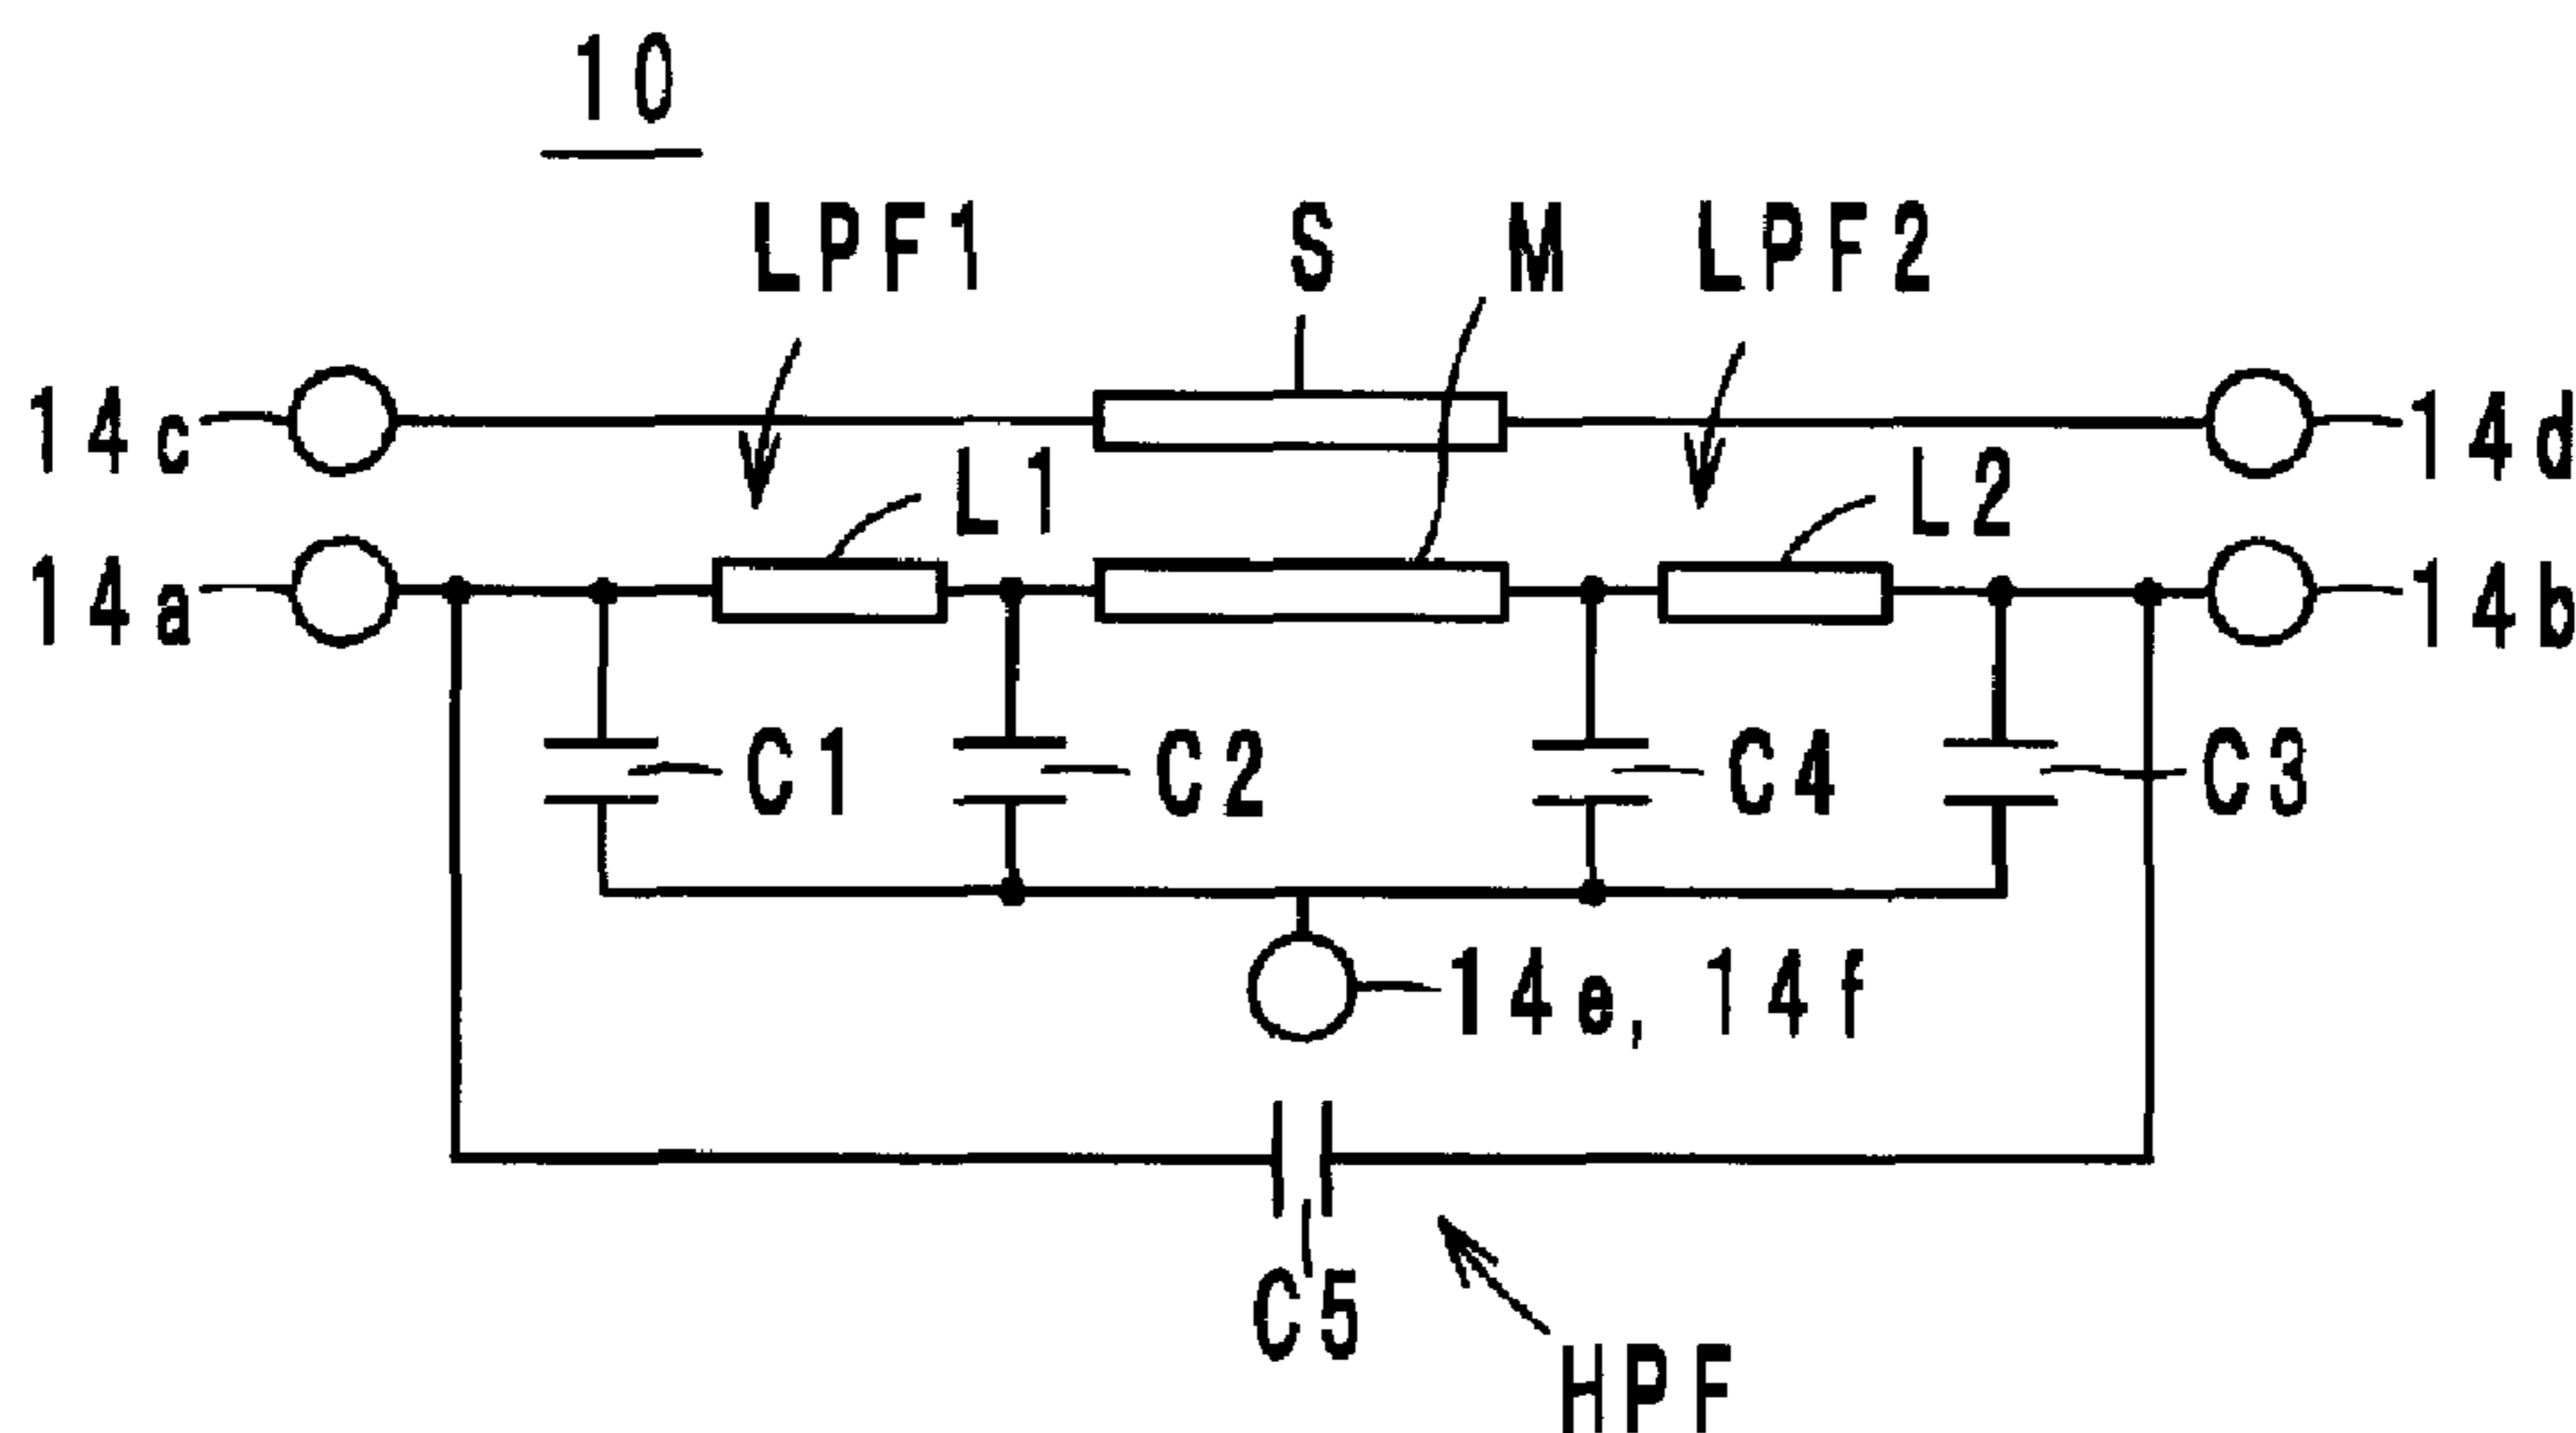 10
LPF1 S M LPF2
14c 14d
L1 L2
14a 14b
C1 C2 C4 C3
14e, 14f
C5
HPF